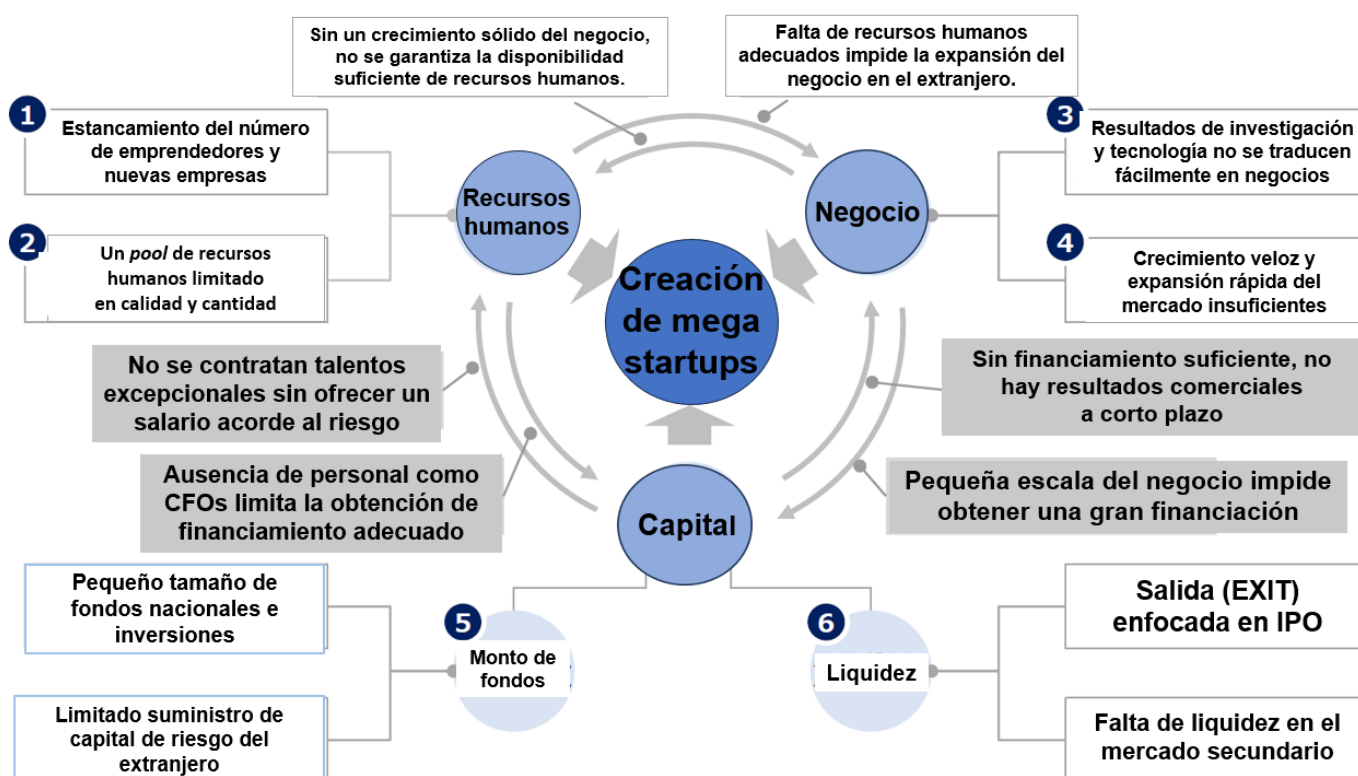 Sin un crecimiento sólido del negocio,
no se garantiza la disponibilidad
suficiente de recursos humanos.
Falta de recursos humanos
adecuados impide la expansión del
negocio en el extranjero.
1
Estancamiento del número
de emprendedores y
nuevas empresas
3
Resultados de investigación
y tecnología no se traducen
fácilmente en negocios
Recursos
humanos
Negocio
2
Un pool de recursos
humanos limitado
en calidad y cantidad
4
Crecimiento veloz y
expansión rápida del
mercado insuficientes
Creación
de mega
startups
No se contratan talentos
excepcionales sin ofrecer un
salario acorde al riesgo
Sin financiamiento suficiente, no
hay resultados comerciales
a corto plazo
Ausencia de personal como
CFOs limita la obtención de
financiamiento adecuado
Pequeña escala del negocio impide
obtener una gran financiación
Capital
Pequeño tamaño de
fondos nacionales e
inversiones
5
Monto de
fondos
6
Liquidez
Salida (EXIT)
enfocada en IPO
Limitado suministro de
capital de riesgo del
extranjero
Falta de liquidez en el
mercado secundario